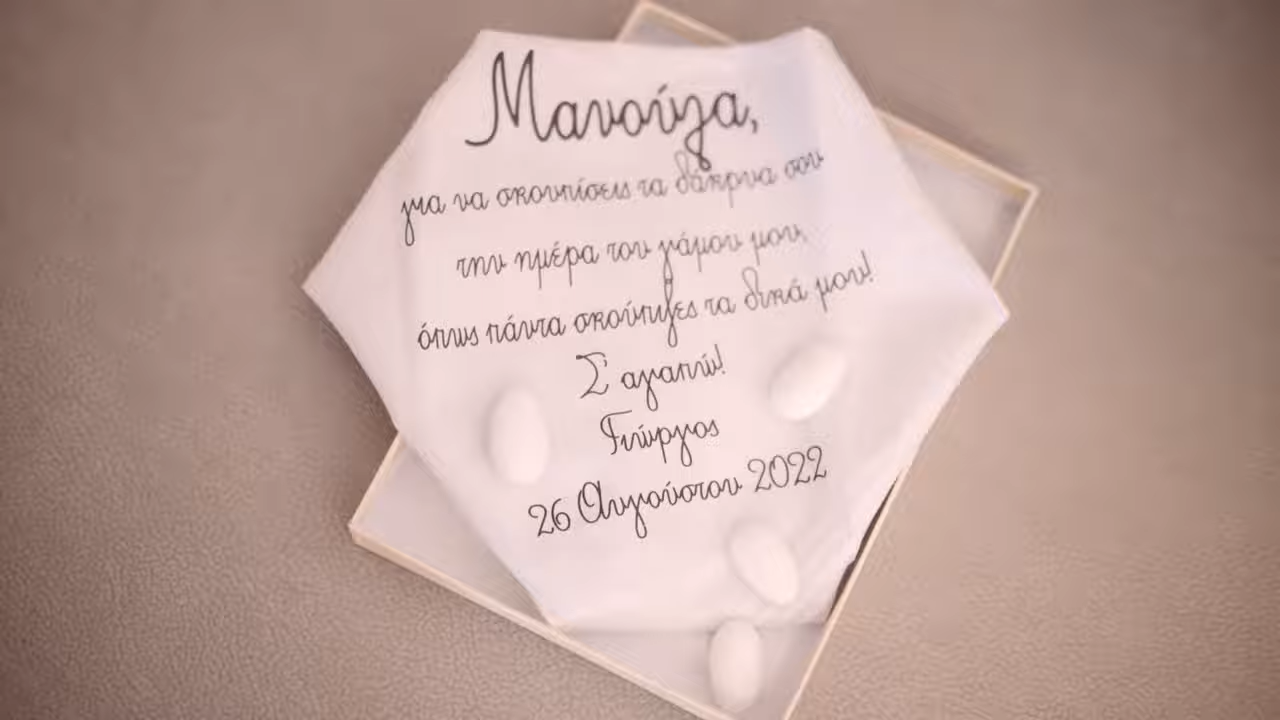 Μανούλα,
για να σκουπίσεις τα δάκρυα σου
την ημέρα του γάμου μου,
όπως πάντα σκούπιζες τα δικά μου!
Σ' αγαπώ!
Γιώργος
26 Αυγούστου 2022